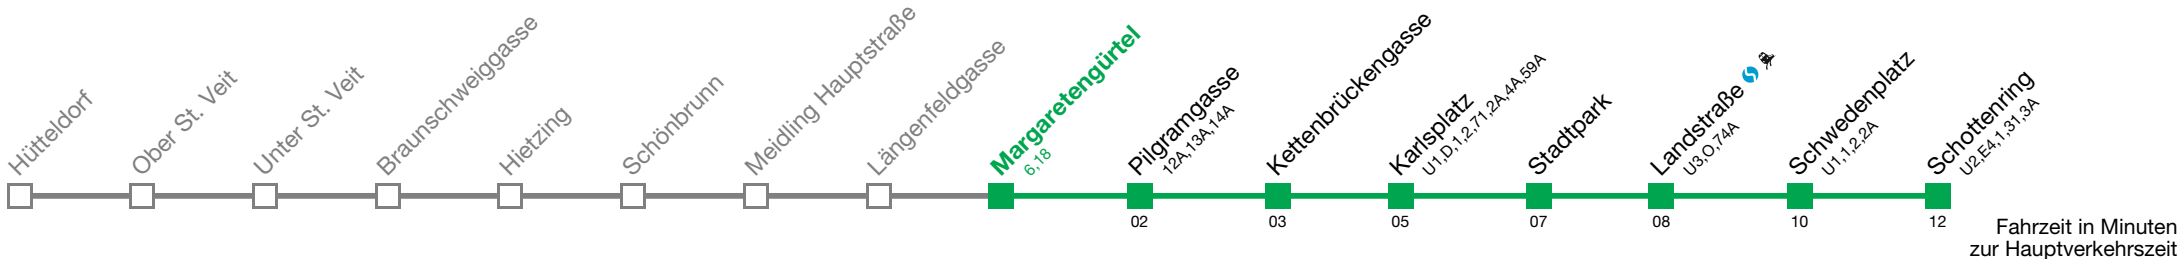 Hütteldorf
Ober St. Veit
Unter St. Veit
Braunschweiggasse
Hietzing
Schönbrunn
Meidling Hauptstraße
Längenfeldgasse
Margaretengürtel
6,18
Pilgramgasse
12A,13A,14A
Kettenbrückengasse
Karlsplatz
U1,D,1,2,71,2A,4A,59A
Stadtpark
Landstraße
U3,O,74A
Schwedenplatz
U1,1,2,2A
Schottenring
U2,E4,1,31,3A
02
03
05
07
08
10
12
Fahrzeit in Minuten
zur Hauptverkehrszeit